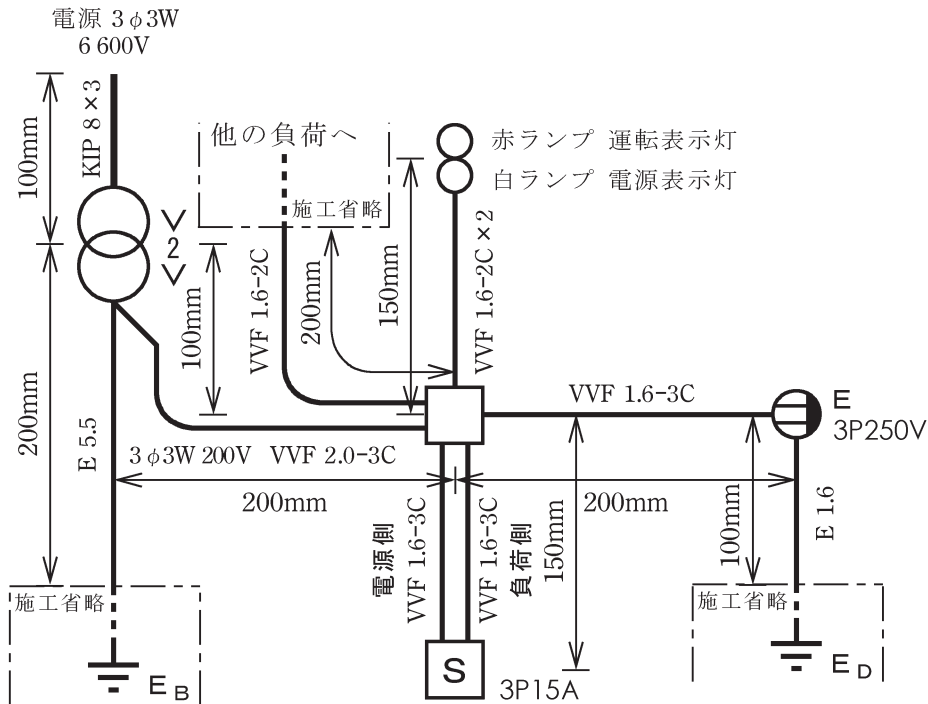 電源 3φ3W
6 600V
KIP 8×3
100mm
2
200mm
E 5.5
施工省略
E B
他の負荷へ
施工省略
VVF 1.6-2C
100mm
200mm
150mm
赤ランプ 運転表示灯
白ランプ 電源表示灯
VVF 1.6-2C×2
3φ3W 200V VVF 2.0-3C
200mm
電源側
VVF 1.6-3C
VVF 1.6-3C
負荷側
150mm
S
3P15A
VVF 1.6-3C
E
3P250V
200mm
100mm
E 1.6
施工省略
E D